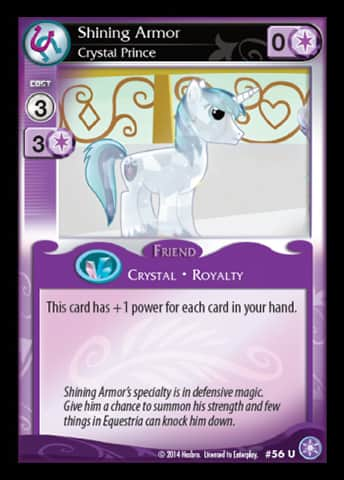 Shining Armor
Crystal Prince
0
COST
3
3
FRIEND
CRYSTAL • ROYALTY
This card has +1 power for each card in your hand.
Shining Armor's specialty is in defensive magic.
Give him a chance to summon his strength and few
things in Equestria can knock him down.
© 2014 Hasbro. Licensed to Enterplay. #56 U